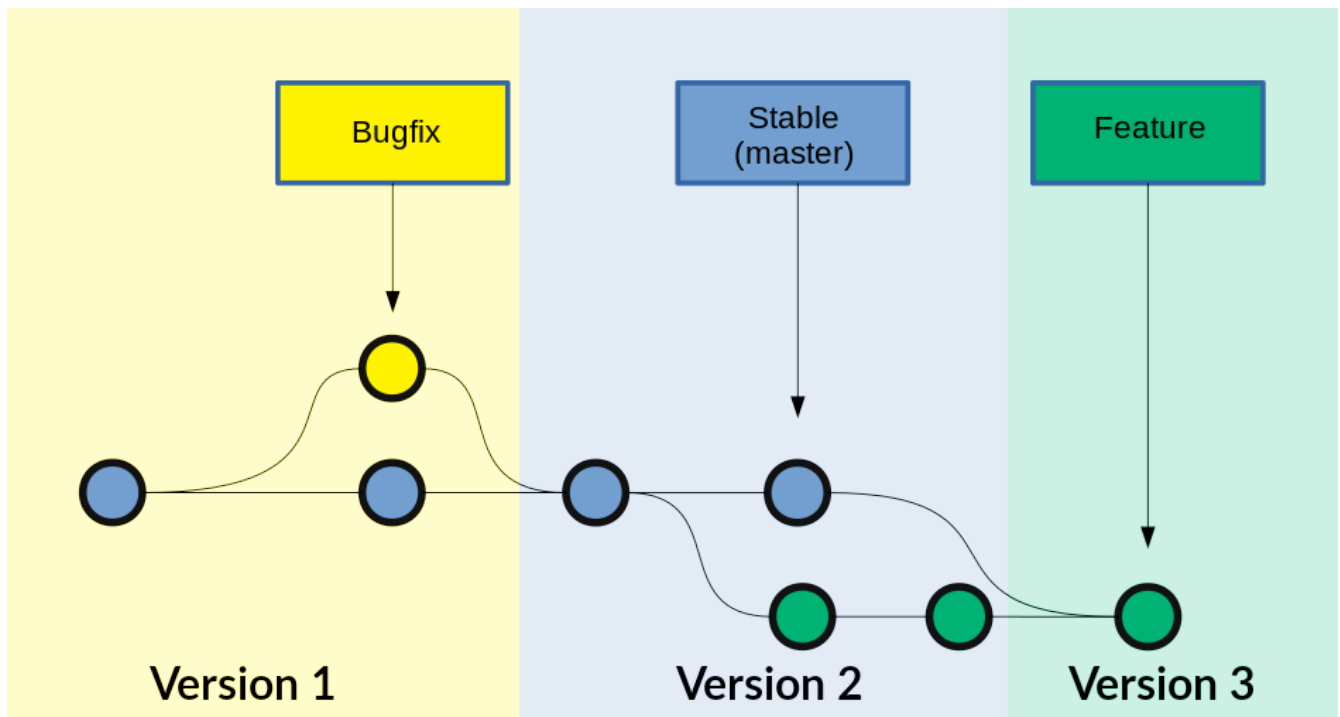 Bugfix
Stable
(master)
Feature
Version 1
Version 2
Version 3